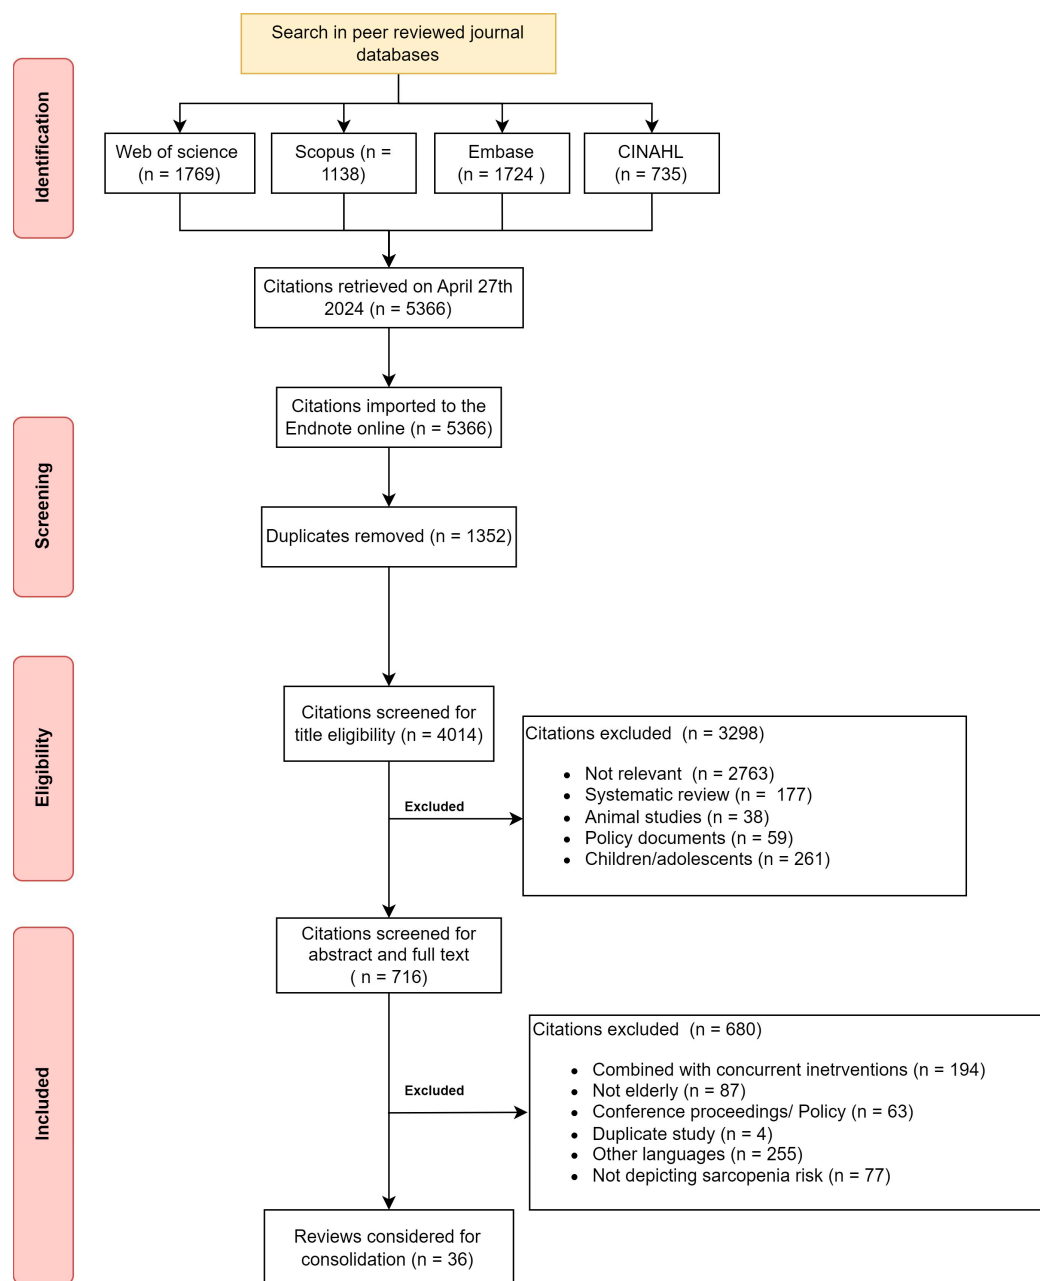 Search in peer reviewed journal
databases
Identification
Web of science
(n = 1769)
Scopus (n =
1138)
Embase
(n = 1724 )
CINAHL
(n = 735)
Citations retrieved on April 27th
2024 (n = 5366)
Citations imported to the
Endnote online (n = 5366)
Screening
Duplicates removed (n = 1352)
Eligibility
Citations screened for
title eligibility (n = 4014)
Excluded
Citations excluded  (n = 3298)
• Not relevant  (n = 2763)
• Systematic review (n =  177)
• Animal studies (n = 38)
• Policy documents (n = 59)
• Children/adolescents (n = 261)
Citations screened for
abstract and full text
( n = 716)
Included
Excluded
Citations excluded  (n = 680)
• Combined with concurrent inetrventions (n = 194)
• Not elderly (n = 87)
• Conference proceedings/ Policy (n = 63)
• Duplicate study (n = 4)
• Other languages (n = 255)
• Not depicting sarcopenia risk (n = 77)
Reviews considered for
consolidation (n = 36)